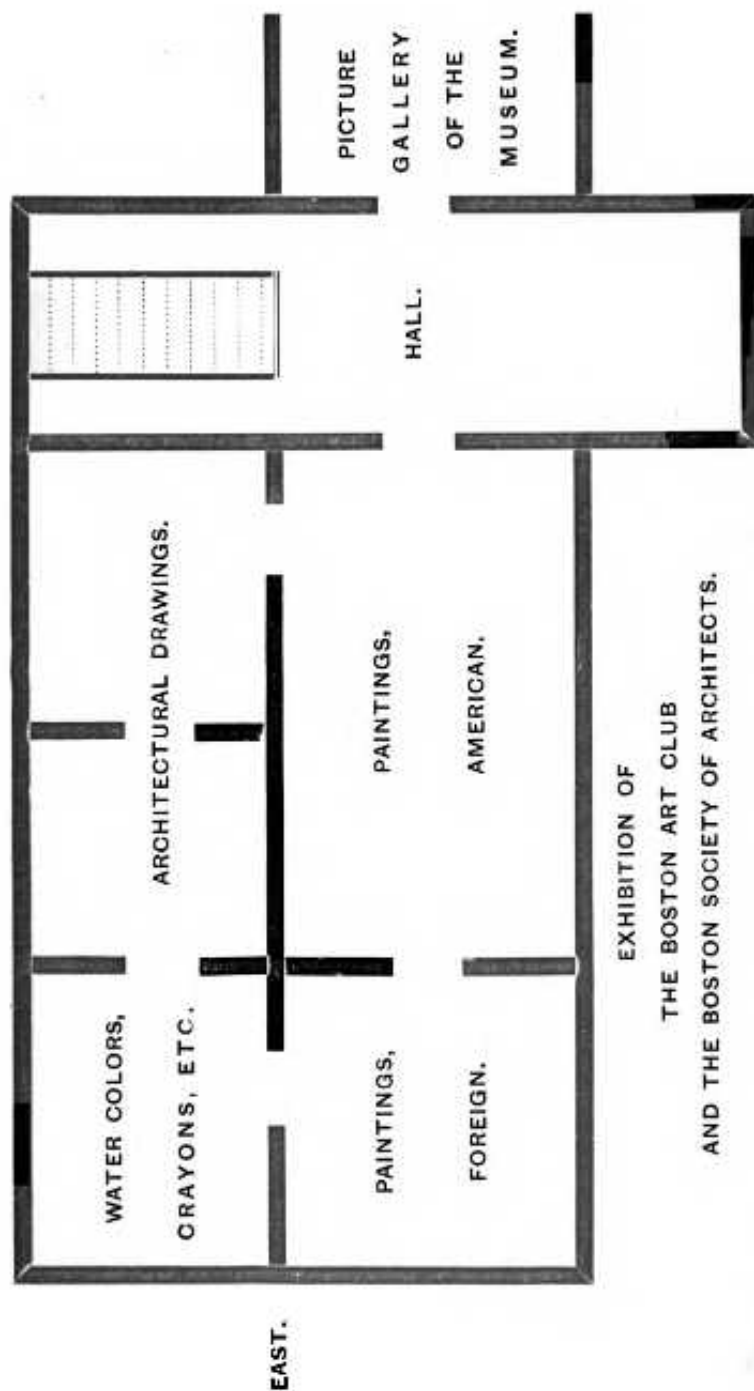 EAST.
WATER COLORS,
CRAYONS, ETC.
ARCHITECTURAL DRAWINGS.
PAINTINGS,
FOREIGN.
PAINTINGS,
AMERICAN.
HALL.
PICTURE
GALLERY
OF THE
MUSEUM.
EXHIBITION OF
THE BOSTON ART CLUB
AND THE BOSTON SOCIETY OF ARCHITECTS.